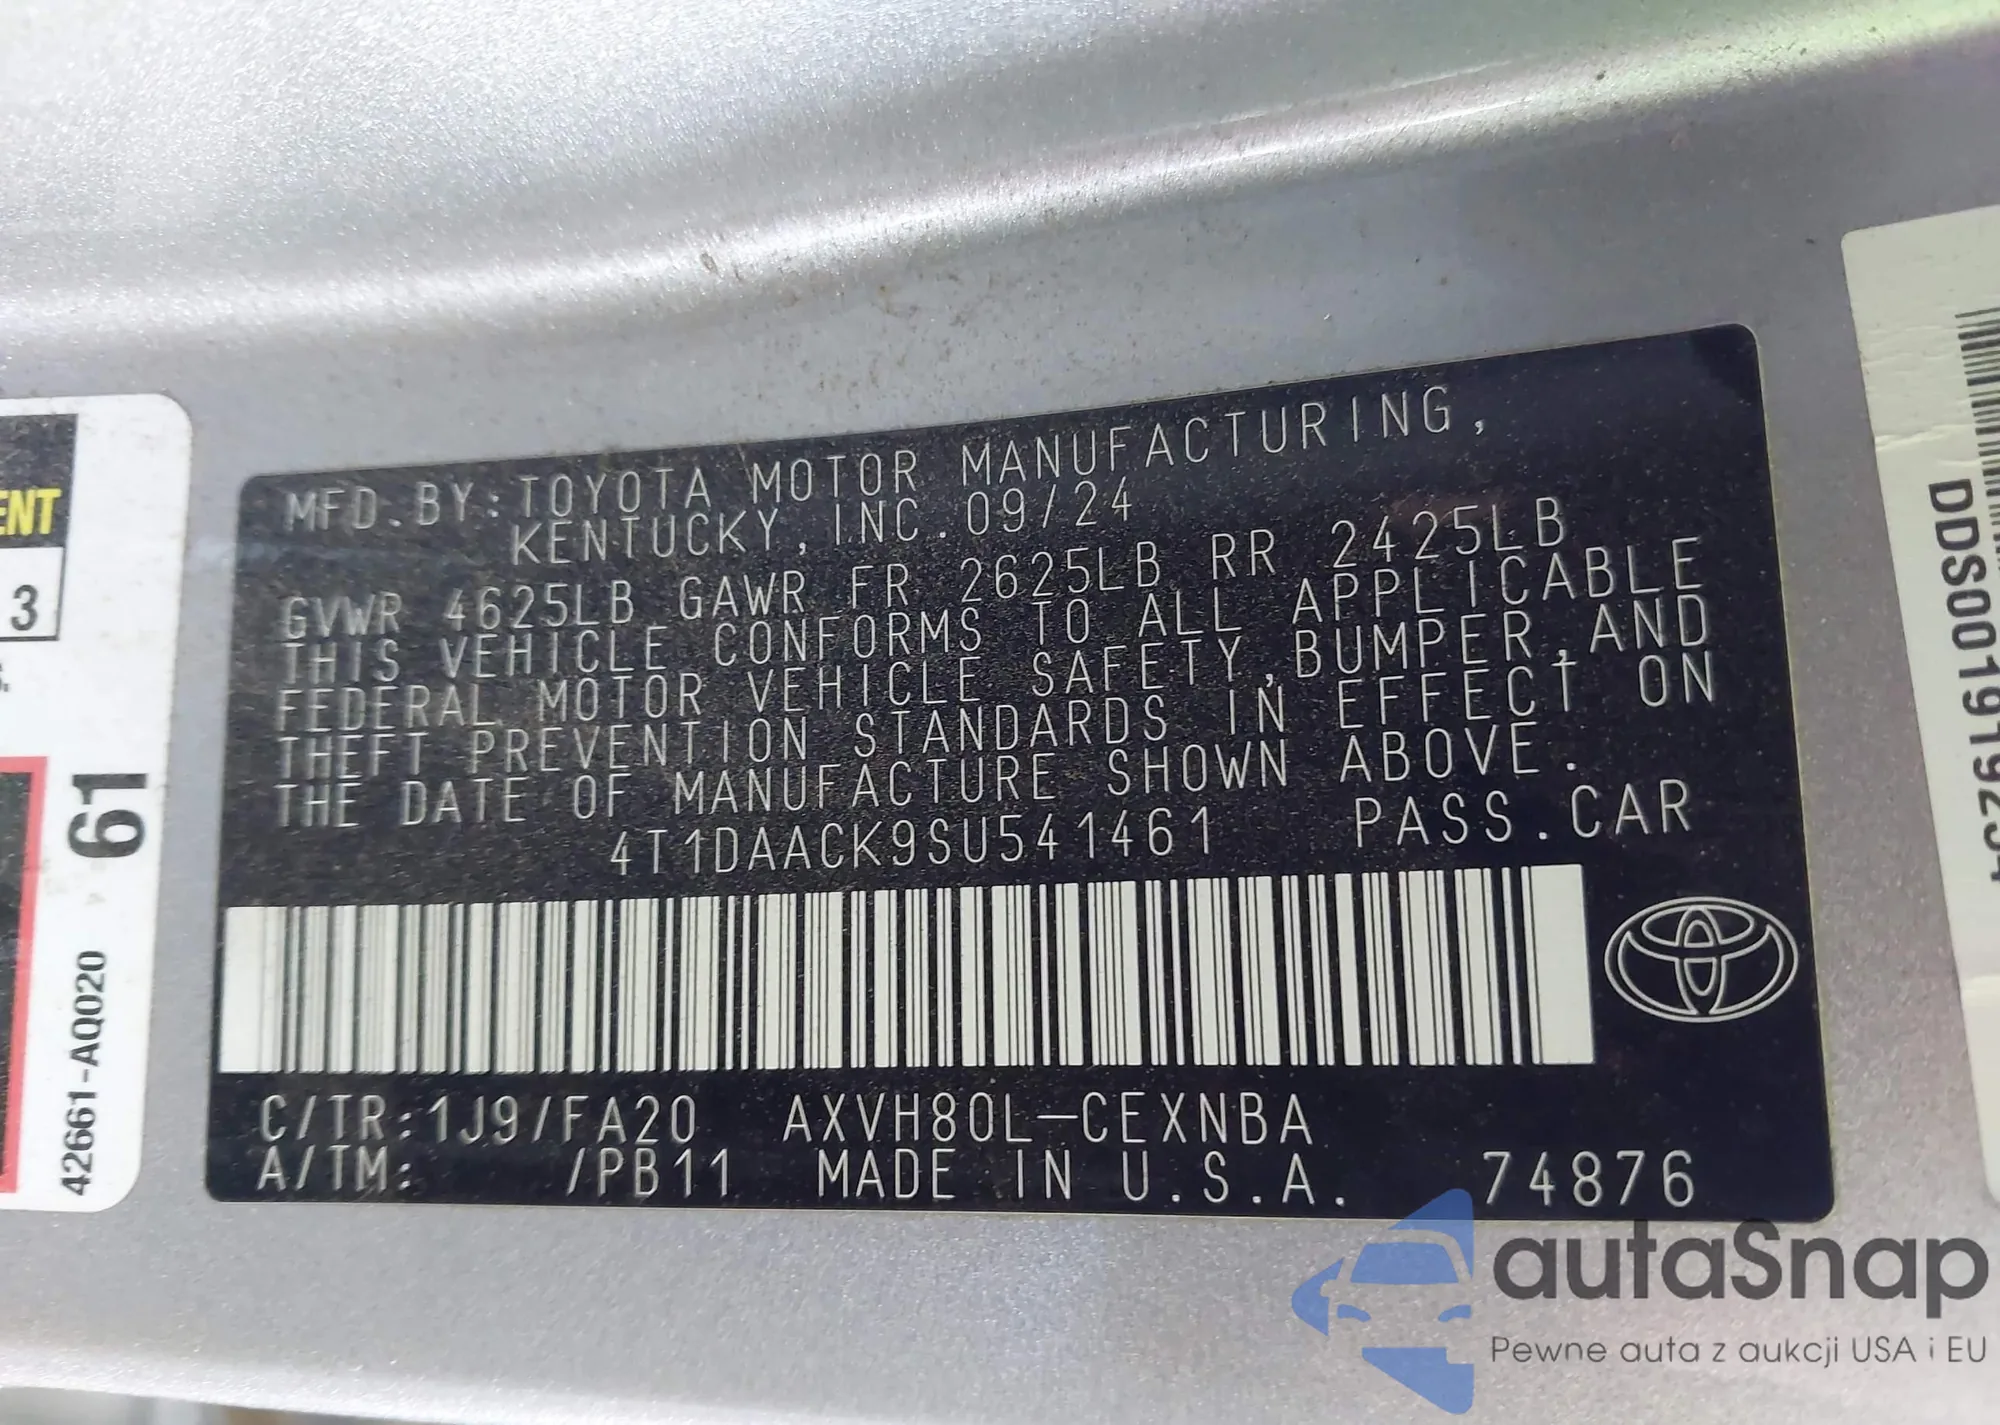 MFD.BY:TOYOTA MOTOR MANUFACTURING,
KENTUCKY, INC. 09/24
GVWR 4625LB GAWR FR 2625LB RR 2425LB
THIS VEHICLE CONFORMS TO ALL APPLICABLE
FEDERAL MOTOR VEHICLE SAFETY,BUMPER,AND
THEFT PREVENTION STANDARDS IN EFFECT ON
THE DATE OF MANUFACTURE SHOWN ABOVE.
4T1DAACK9SU541461 PASS.CAR
C/TR:1J9/FA20 AXVH80L-CEXNBA
A/TM: /PB11 MADE IN U.S.A. 74876
3
61
42661-AQ020
autaSnap
Pewne auta z aukcji USA i EU